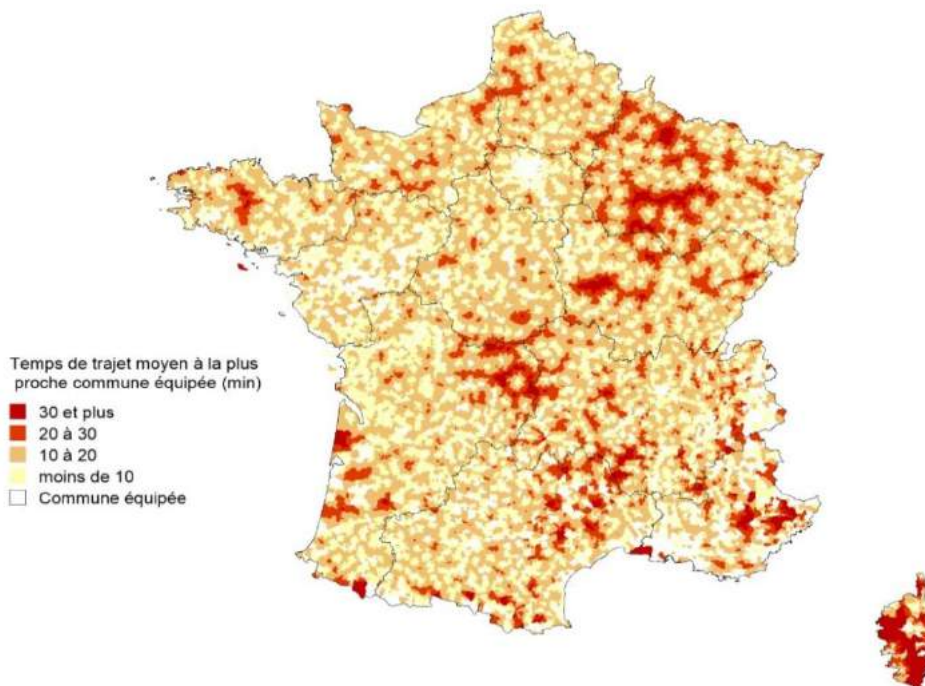 Temps de trajet moyen à la plus
proche commune équipée (min)
30 et plus
20 à 30
10 à 20
moins de 10
Commune équipée